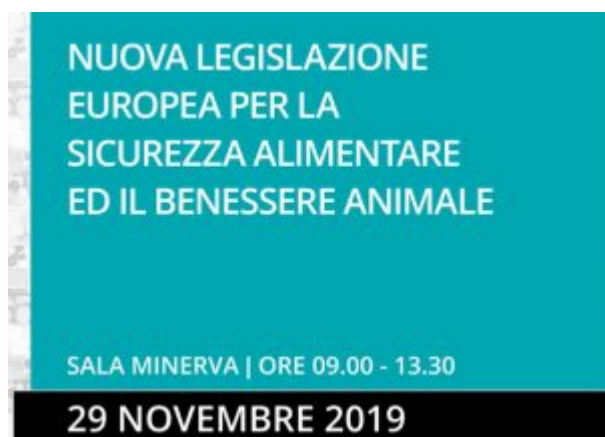 NUOVA LEGISLAZIONE
EUROPEA PER LA
SICUREZZA ALIMENTARE
ED IL BENESSERE ANIMALE
SALA MINERVA | ORE 09.00 - 13.30
29 NOVEMBRE 2019